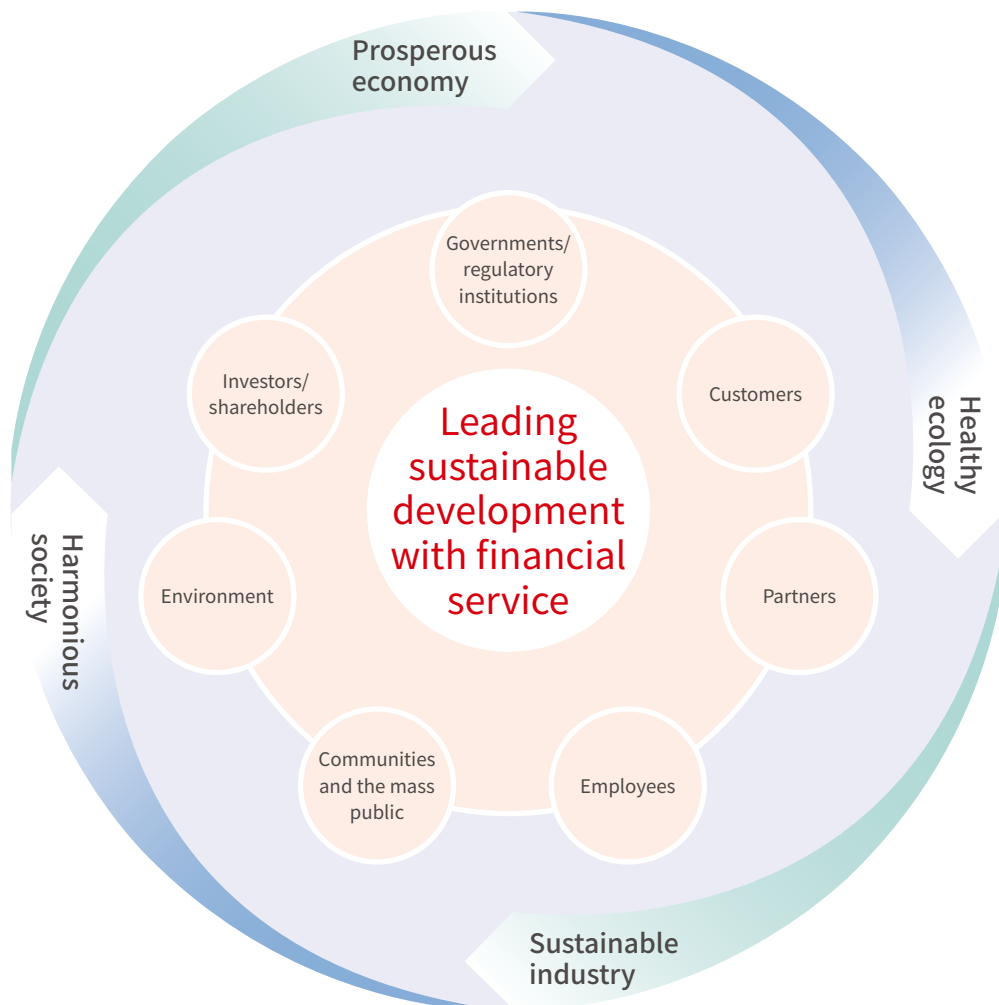 Prosperous
economy
Governments/
regulatory
institutions
Investors/
shareholders
Customers
Healthy
ecology
Leading
sustainable
development
with financial
service
Harmonious
society
Environment
Partners
Communities
and the mass
public
Employees
Sustainable
industry